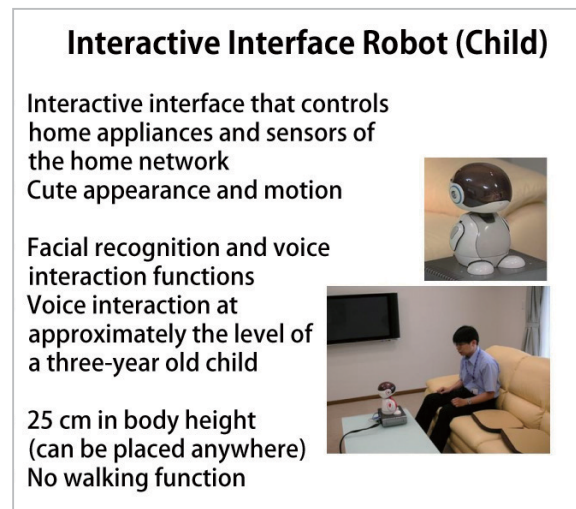 Interactive Interface Robot (Child)
Interactive interface that controls
home appliances and sensors of
the home network
Cute appearance and motion
Facial recognition and voice
interaction functions
Voice interaction at
approximately the level of
a three-year old child
25 cm in body height
(can be placed anywhere)
No walking function